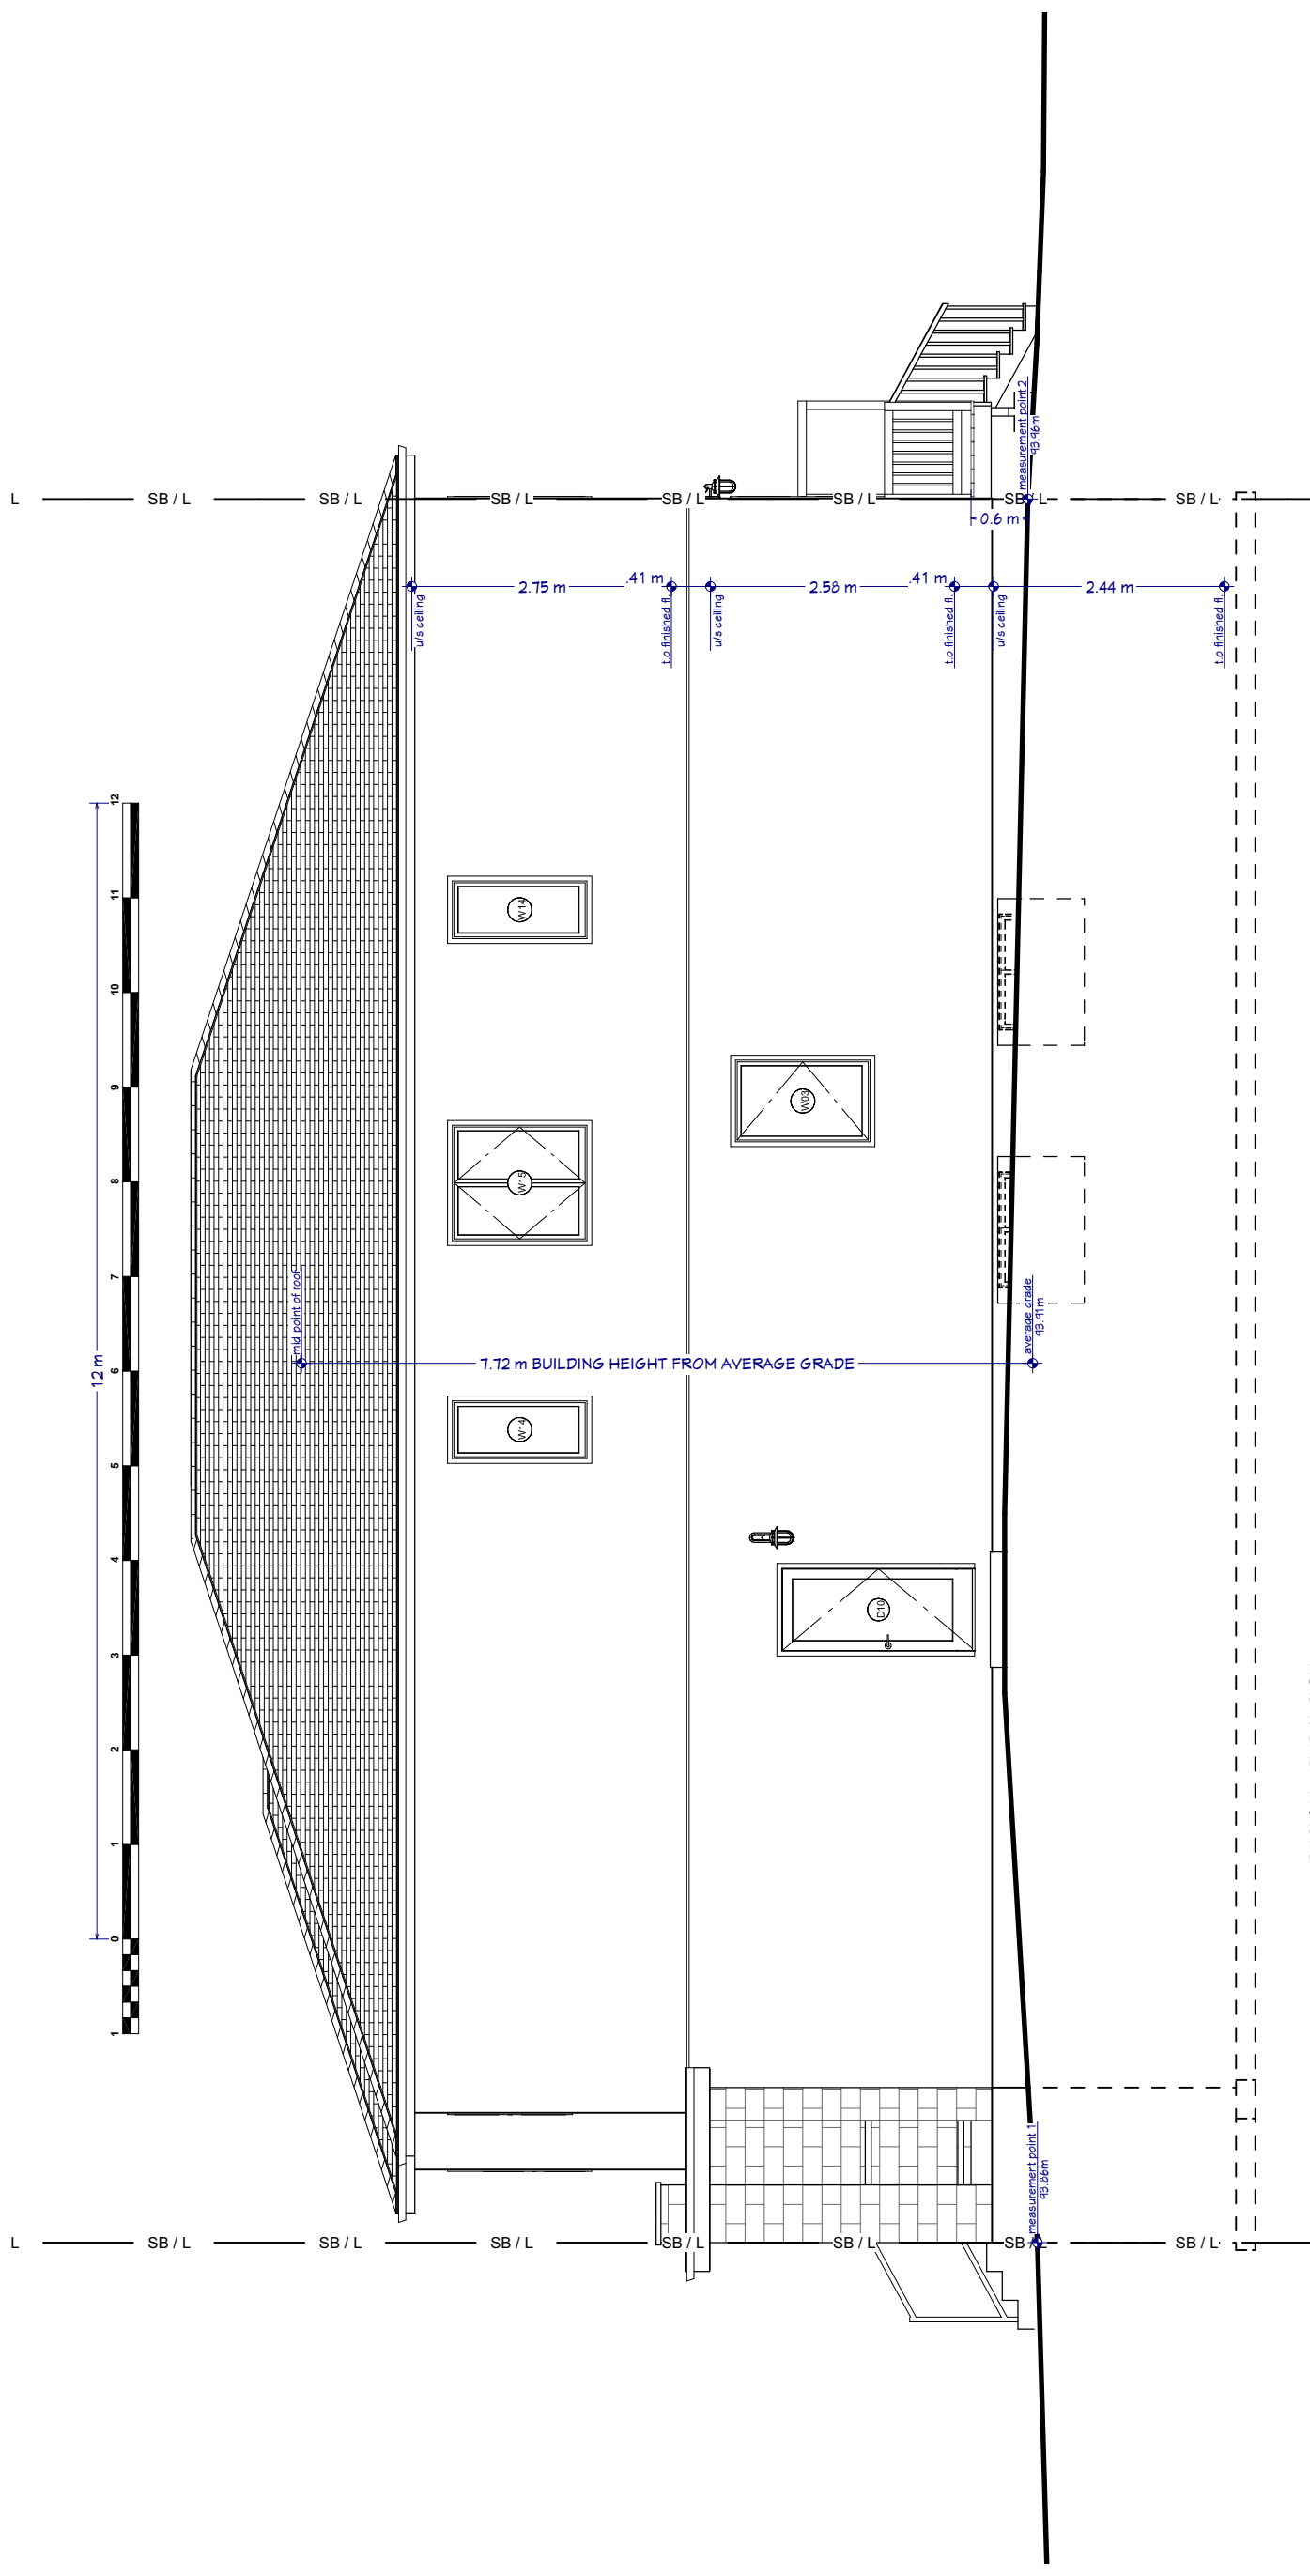 12 m
1 0 1 2 3 4 5 6 7 8 9 10 11 12
mid point of roof
L SB / L SB / L SB / L SB / L SB / L SB / L SB / L
2.75 m
.41 m
2.58 m
.41 m
2.44 m
u/s ceiling
t.o finished fl.
u/s ceiling
t.o finished fl.
u/s ceiling
t.o finished fl.
0.6 m
measurement point 2
93.96m
W14
W15
W14
W03
D10
7.72 m BUILDING HEIGHT FROM AVERAGE GRADE
average grade
93.91m
measurement point 1
93.86m
L SB / L SB / L SB / L SB / L SB / L SB / L SB / L